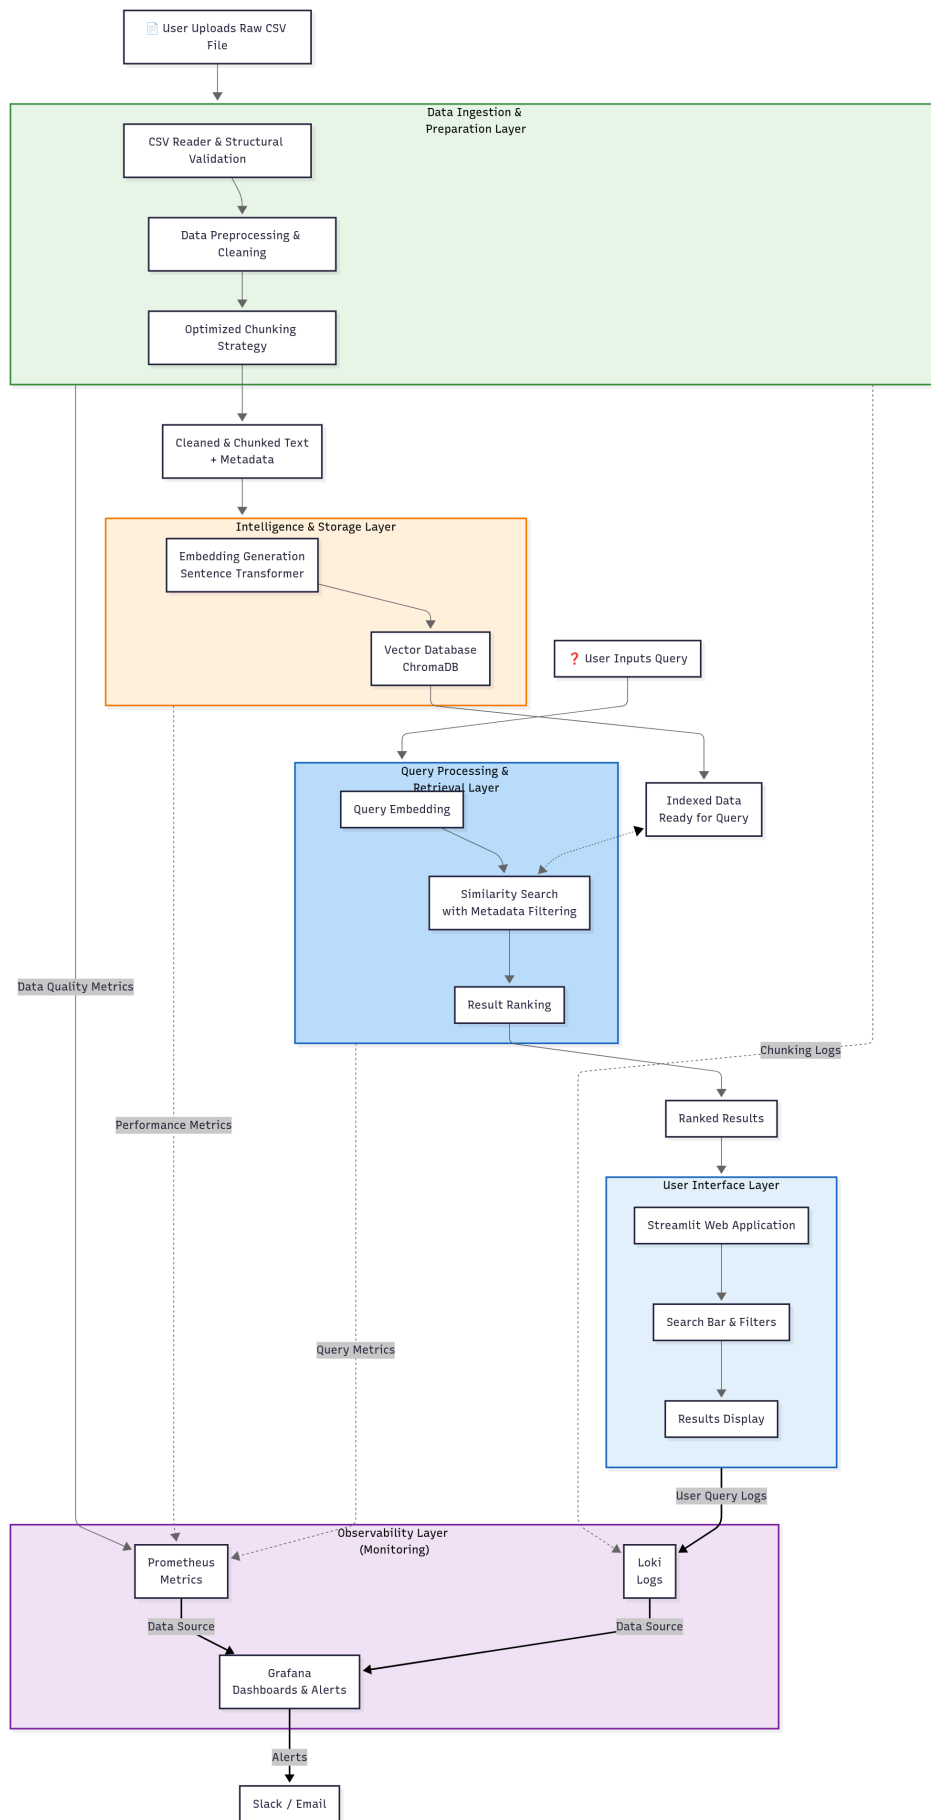 📄 User Uploads Raw CSV
File
Data Ingestion &
Preparation Layer
CSV Reader & Structural
Validation
Data Preprocessing &
Cleaning
Optimized Chunking
Strategy
Cleaned & Chunked Text
+ Metadata
Intelligence & Storage Layer
Embedding Generation
Sentence Transformer
Vector Database
ChromaDB
❓ User Inputs Query
Query Processing &
Retrieval Layer
Query Embedding
Indexed Data
Ready for Query
Similarity Search
with Metadata Filtering
Data Quality Metrics
Result Ranking
Chunking Logs
Ranked Results
Performance Metrics
User Interface Layer
Streamlit Web Application
Search Bar & Filters
Query Metrics
Results Display
User Query Logs
Observability Layer
(Monitoring)
Prometheus
Metrics
Loki
Logs
Data Source
Data Source
Grafana
Dashboards & Alerts
Alerts
Slack / Email